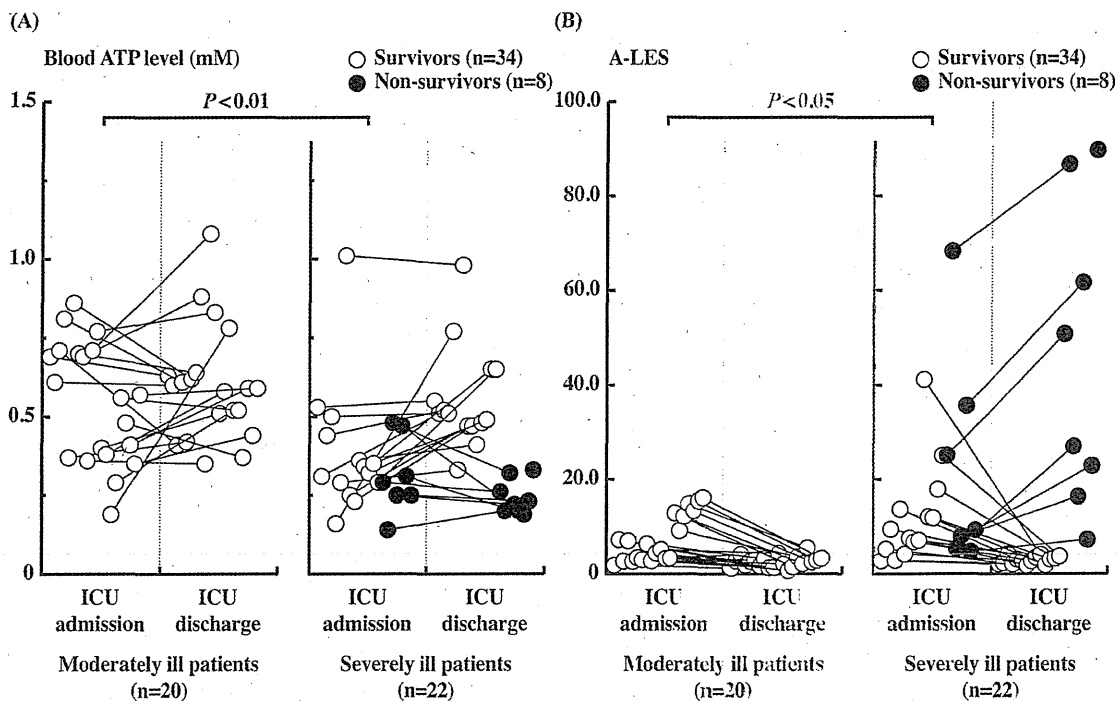 (A)
Blood ATP level (mM)
Survivors (n=34)
Non-survivors (n=8)
1.5
P<0.01
1.0
0.5
0
ICU
admission
ICU
discharge
Moderately ill patients
(n=20)
ICU
admission
ICU
discharge
Severely ill patients
(n=22)
(B)
A-LES
Survivors (n=34)
Non-survivors (n=8)
100.0
P<0.05
80.0
60.0
40.0
20.0
0.0
ICU
admission
ICU
discharge
Moderately ill patients
(n=20)
ICU
admission
ICU
discharge
Severely ill patients
(n=22)